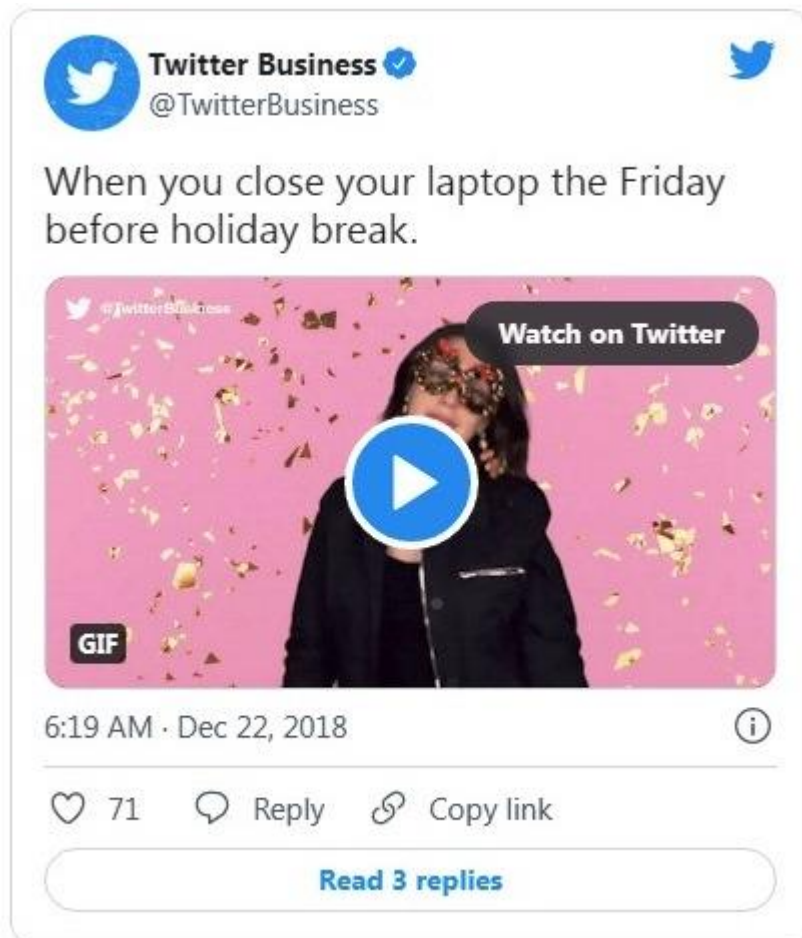 Twitter Business
@TwitterBusiness
When you close your laptop the Friday
before holiday break.
@TwitterBusiness
Watch on Twitter
GIF
6:19 AM · Dec 22, 2018
71 Reply Copy link
Read 3 replies